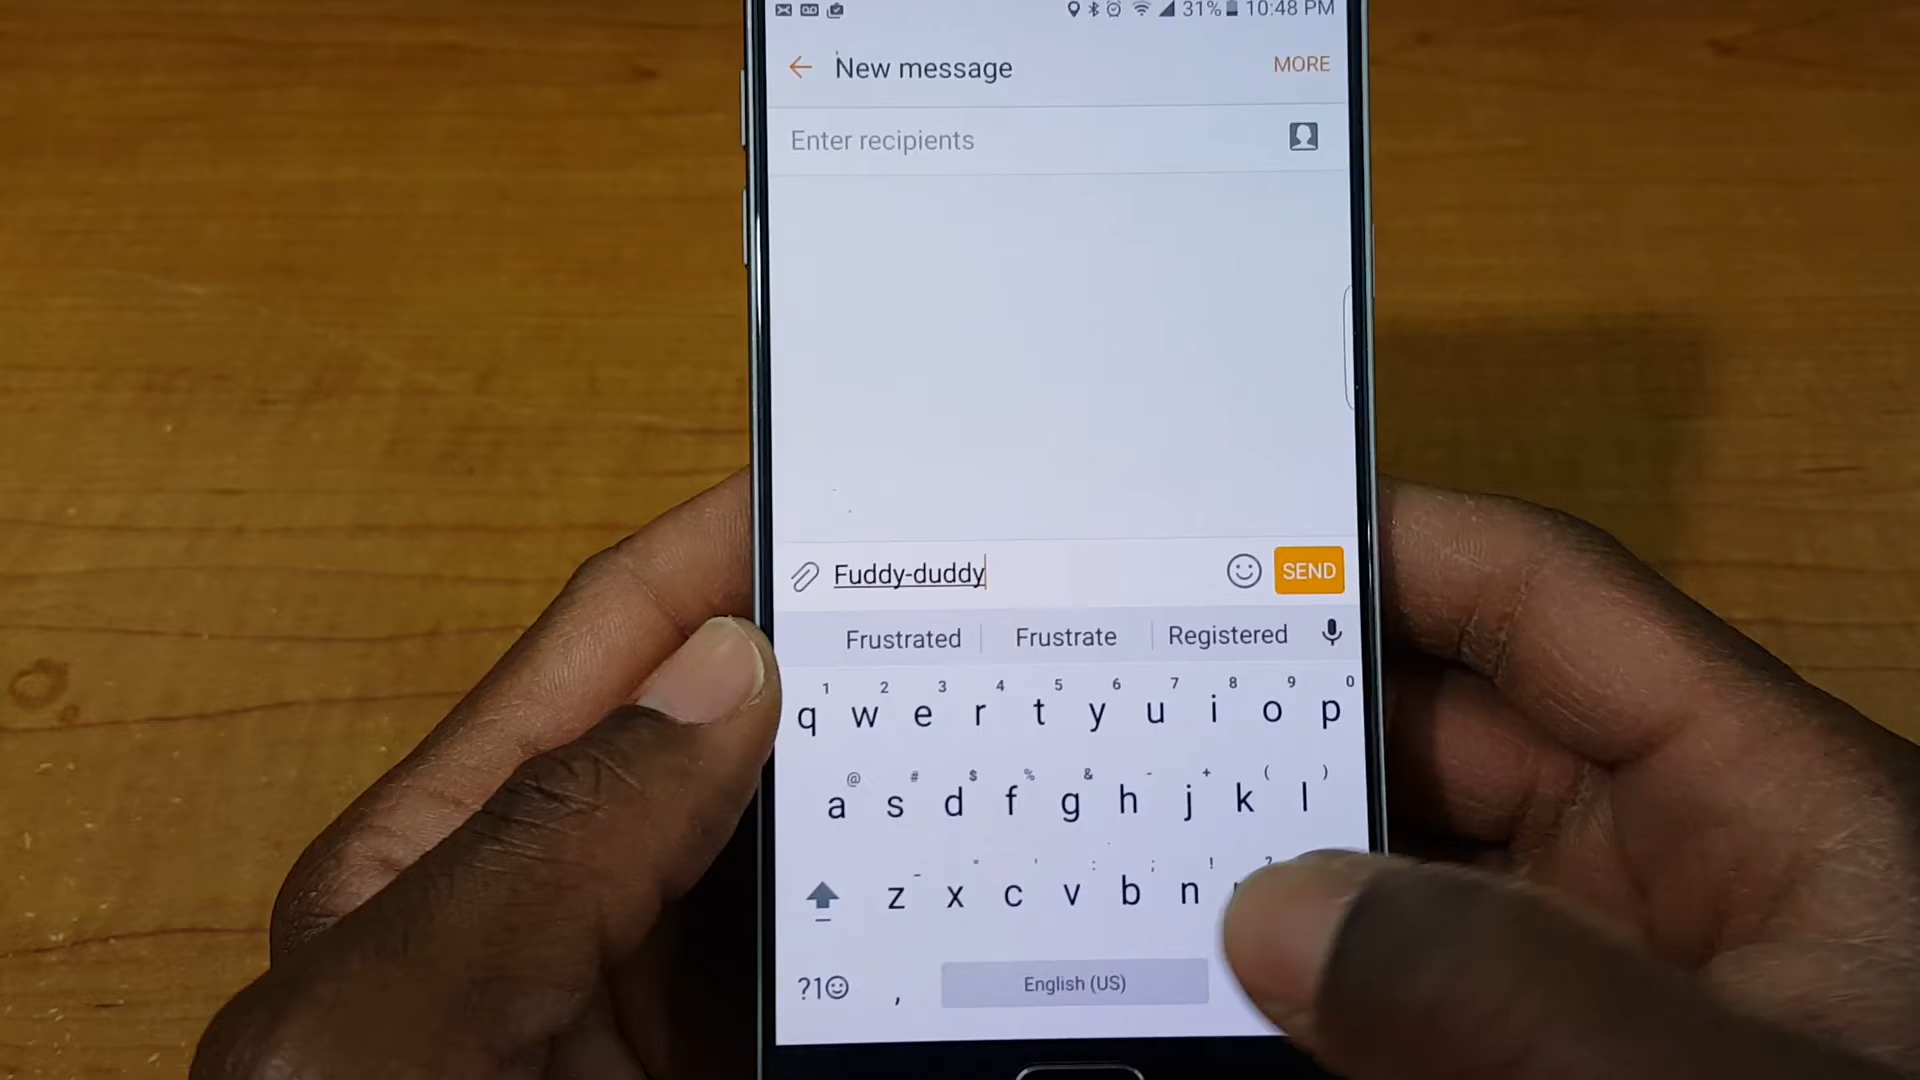 31% 10:48 PM
New message MORE
Enter recipients
Fuddy-duddy SEND
Frustrated Frustrate Registered
1 2 3 4 5 6 7 8 9 0
q w e r t y u i o p
@ # $ % & - + ( )
a s d f g h j k l
- " ' : ; ! ?
z x c v b n
?1☺ , English (US)